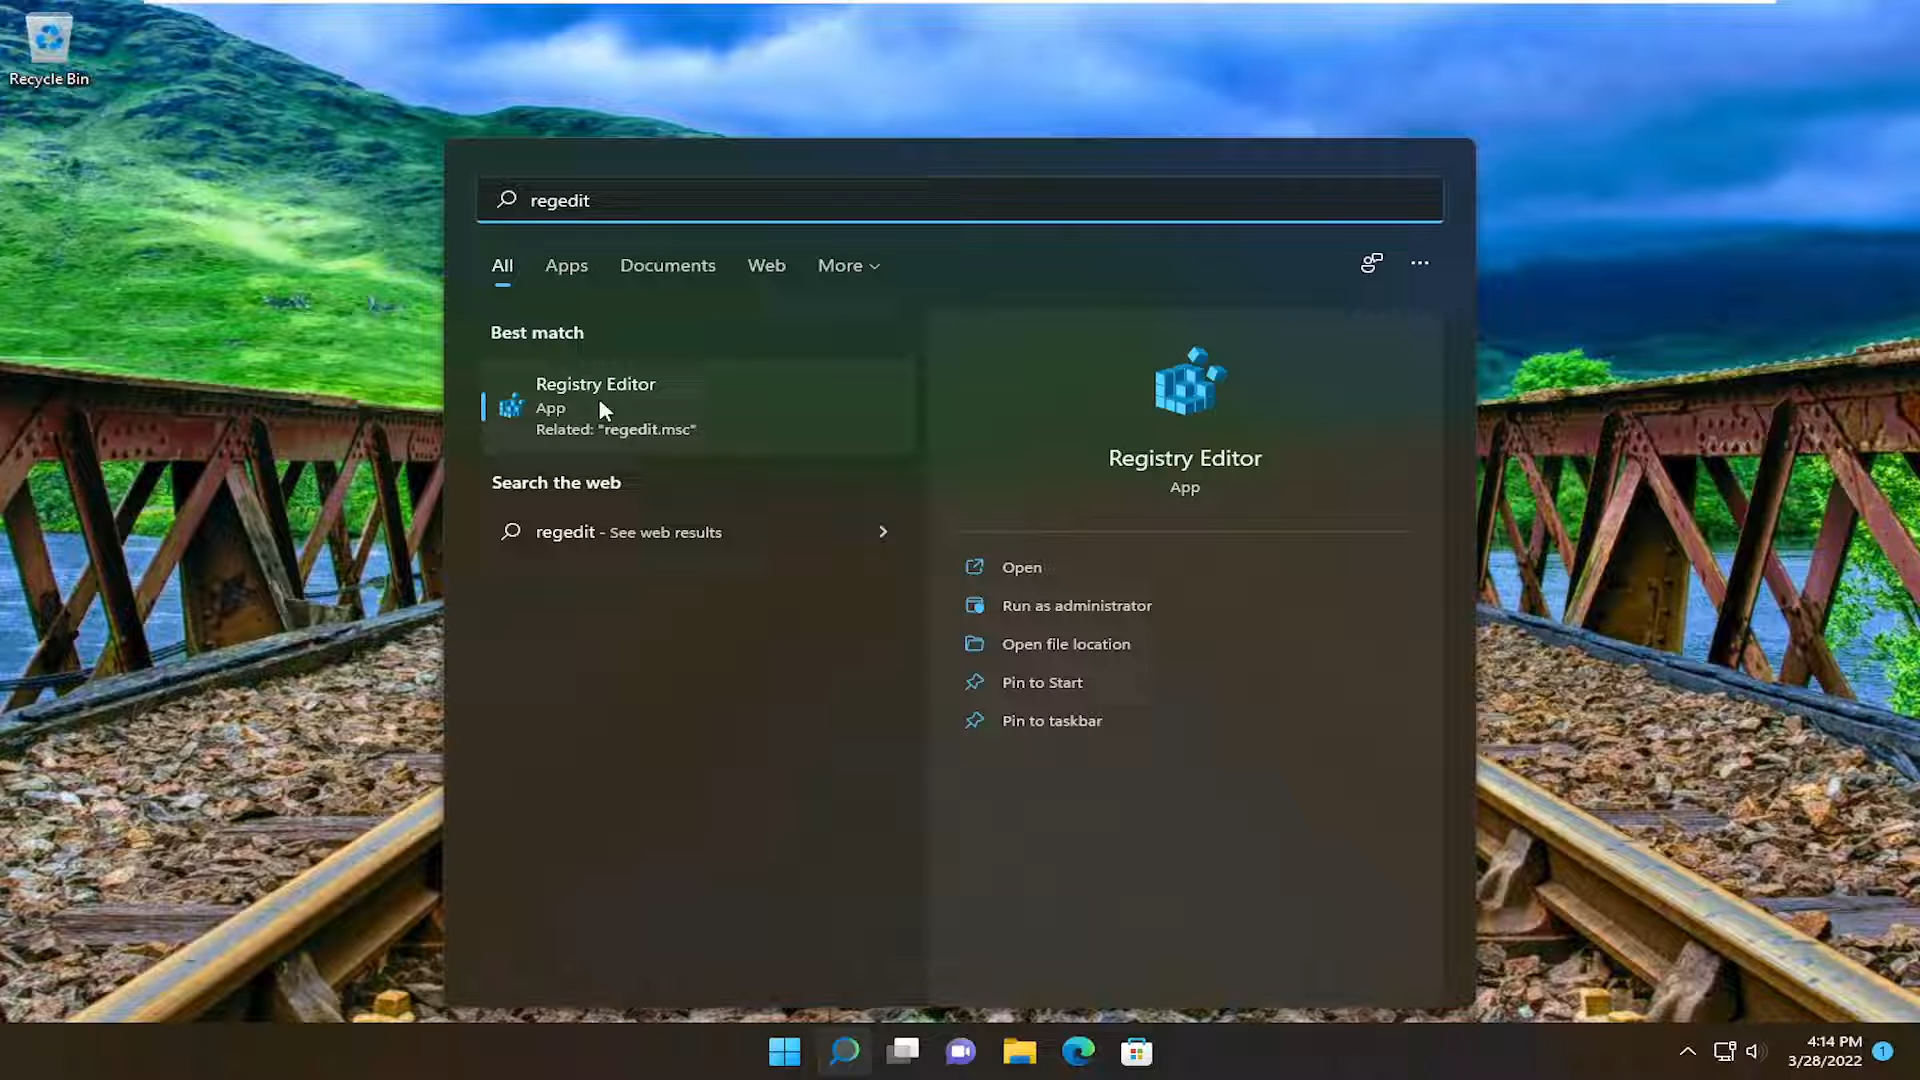 Recycle Bin
regedit
All Apps Documents Web More
Best match
Registry Editor
App
Related: "regedit.msc"
Search the web
regedit - See web results
Registry Editor
App
Open
Run as administrator
Open file location
Pin to Start
Pin to taskbar
4:14 PM
3/28/2022
1